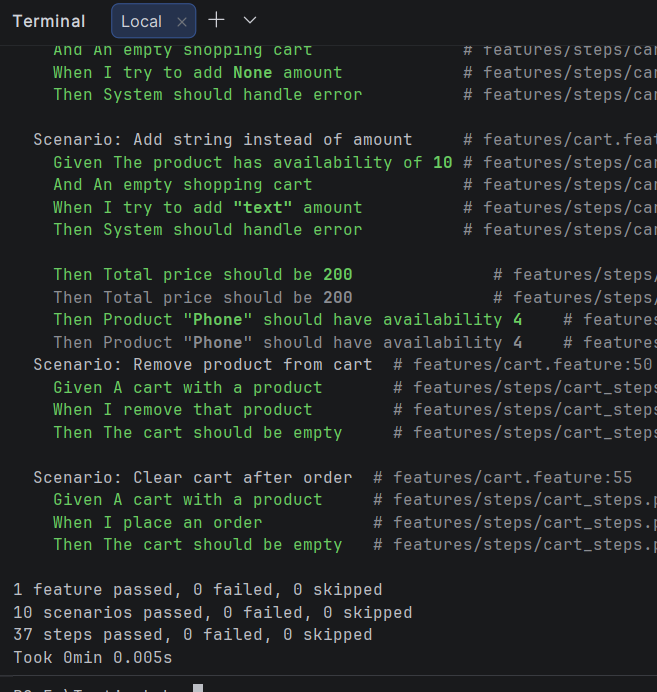 Terminal Local × + 
And An empty shopping cart # features/steps/car
When I try to add None amount # features/steps/car
Then System should handle error # features/steps/car
Scenario: Add string instead of amount # features/cart.feat
Given The product has availability of 10 # features/steps/car
And An empty shopping cart # features/steps/car
When I try to add "text" amount # features/steps/car
Then System should handle error # features/steps/car
Then Total price should be 200 # features/steps/
Then Total price should be 200 # features/steps/
Then Product "Phone" should have availability 4 # features
Then Product "Phone" should have availability 4 # features
Scenario: Remove product from cart # features/cart.feature:50
Given A cart with a product # features/steps/cart_steps
When I remove that product # features/steps/cart_steps
Then The cart should be empty # features/steps/cart_steps
Scenario: Clear cart after order # features/cart.feature:55
Given A cart with a product # features/steps/cart_steps.p
When I place an order # features/steps/cart_steps.p
Then The cart should be empty # features/steps/cart_steps.p
1 feature passed, 0 failed, 0 skipped
10 scenarios passed, 0 failed, 0 skipped
37 steps passed, 0 failed, 0 skipped
Took 0min 0.005s